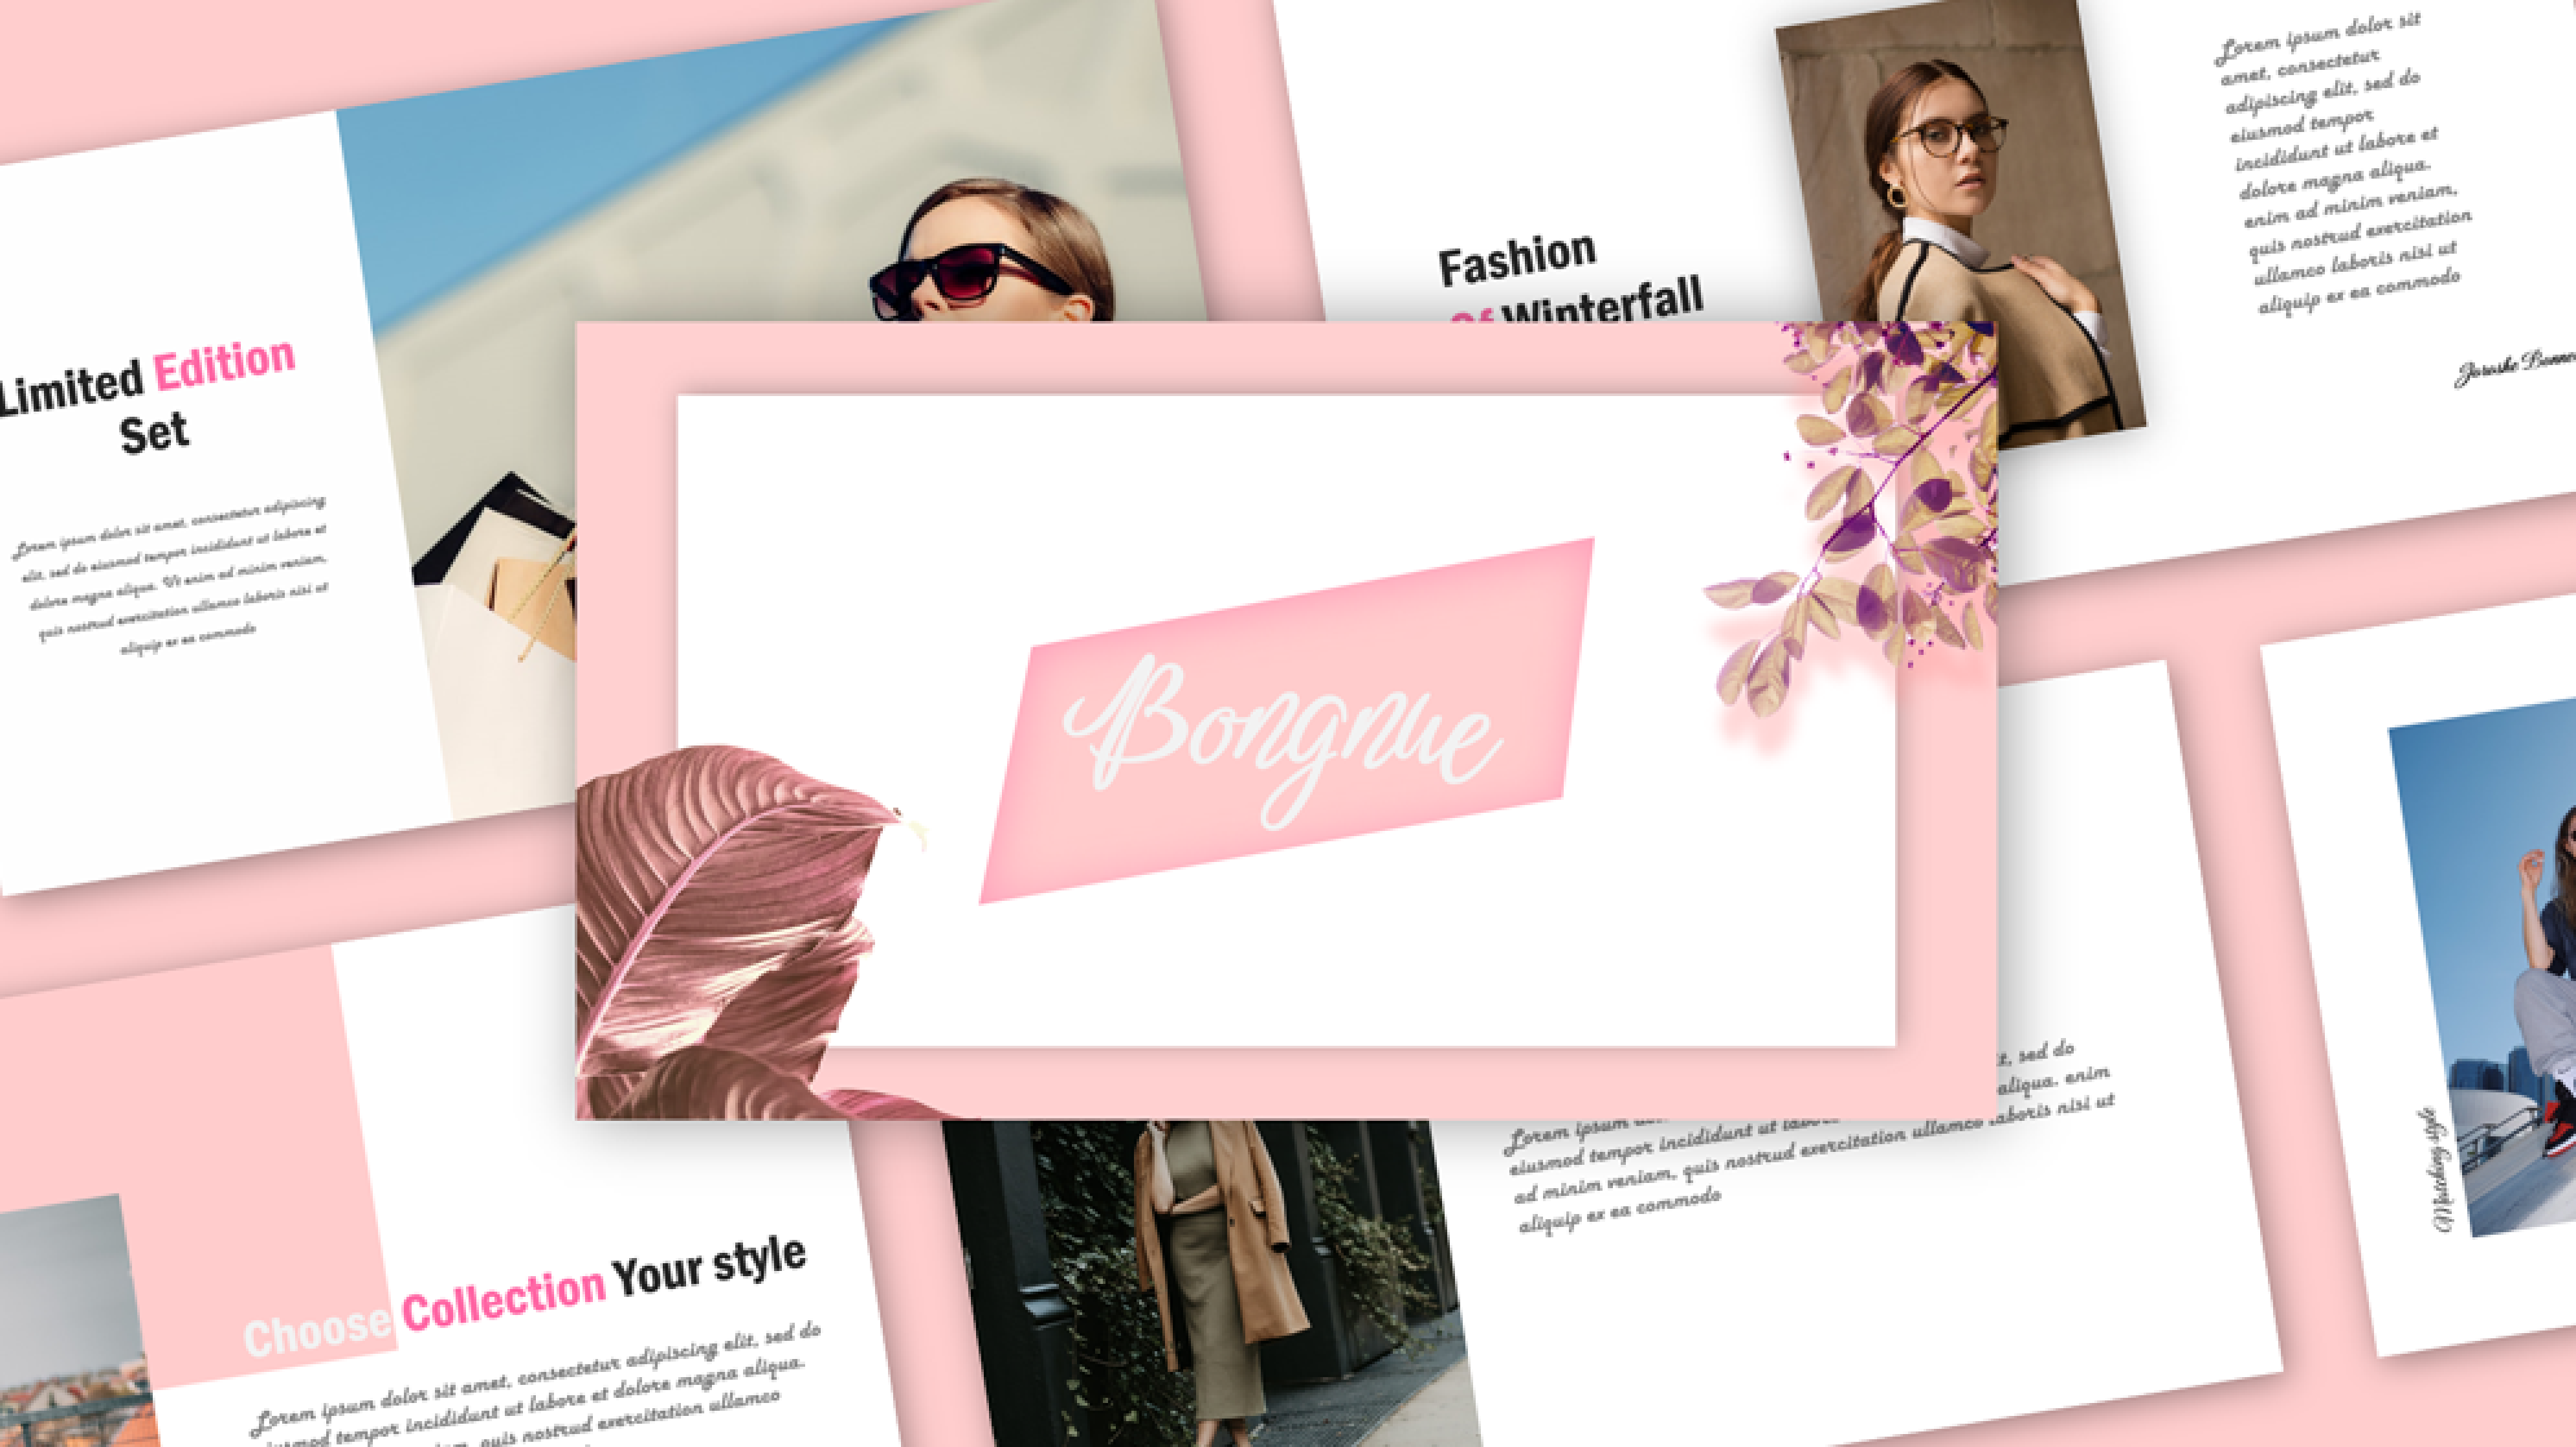 Limited Edition
Set
Lorem ipsum dolor sit amet, consectetur adipiscing
elit, sed do eiusmod tempor incididunt ut labore et
dolore magna aliqua. Ut enim ad minim veniam,
quis nostrud exercitation ullamco laboris nisi ut
aliquip ex ea commodo
Fashion
Of Winterfall
Lorem ipsum dolor sit
amet, consectetur
adipiscing elit, sed do
eiusmod tempor
incididunt ut labore et
dolore magna aliqua.
enim ad minim veniam,
quis nostrud exercitation
ullamco laboris nisi ut
aliquip ex ea commodo
Bongnue
Choose Collection Your style
Lorem ipsum dolor sit amet, consectetur adipiscing elit, sed do
eiusmod tempor incididunt ut labore et dolore magna aliqua.
quis nostrud exercitation ullamco
sed do
aliqua. enim
Lorem ipsum
eiusmod tempor incididunt ut
ad minim veniam, quis nostrud exercitation ullamco laboris nisi ut
aliquip ex ea commodo
Matching style